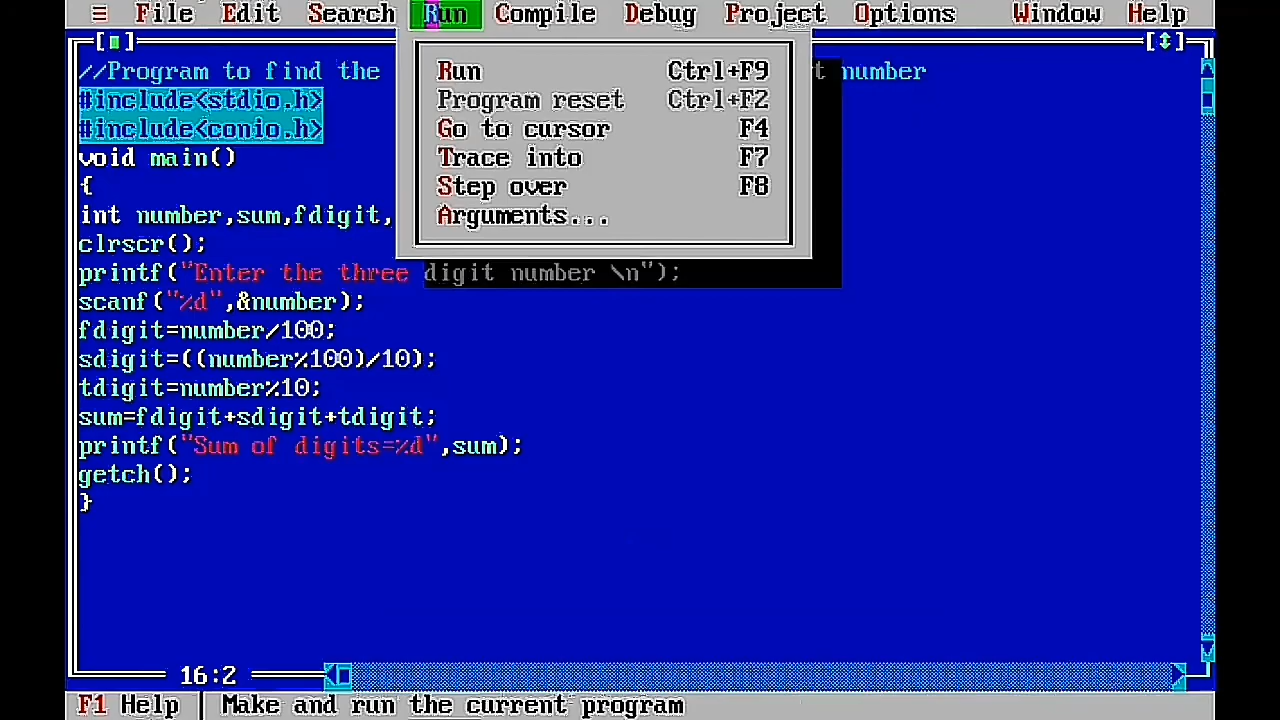 ≡ File Edit Search Run Compile Debug Project Options Window Help
//Program to find the t number
Run Ctrl+F9
#include<stdio.h>
Program reset Ctrl+F2
#include<conio.h>
Go to cursor F4
void main()
Trace into F7
{
Step over F8
int number,sum,fdigit,
Arguments...
clrscr();
printf("Enter the three digit number \n");
scanf("%d",&number);
fdigit=number/100;
sdigit=((number%100)/10);
tdigit=number%10;
sum=fdigit+sdigit+tdigit;
printf("Sum of digits=%d",sum);
getch();
}
16:2
F1 Help Make and run the current program